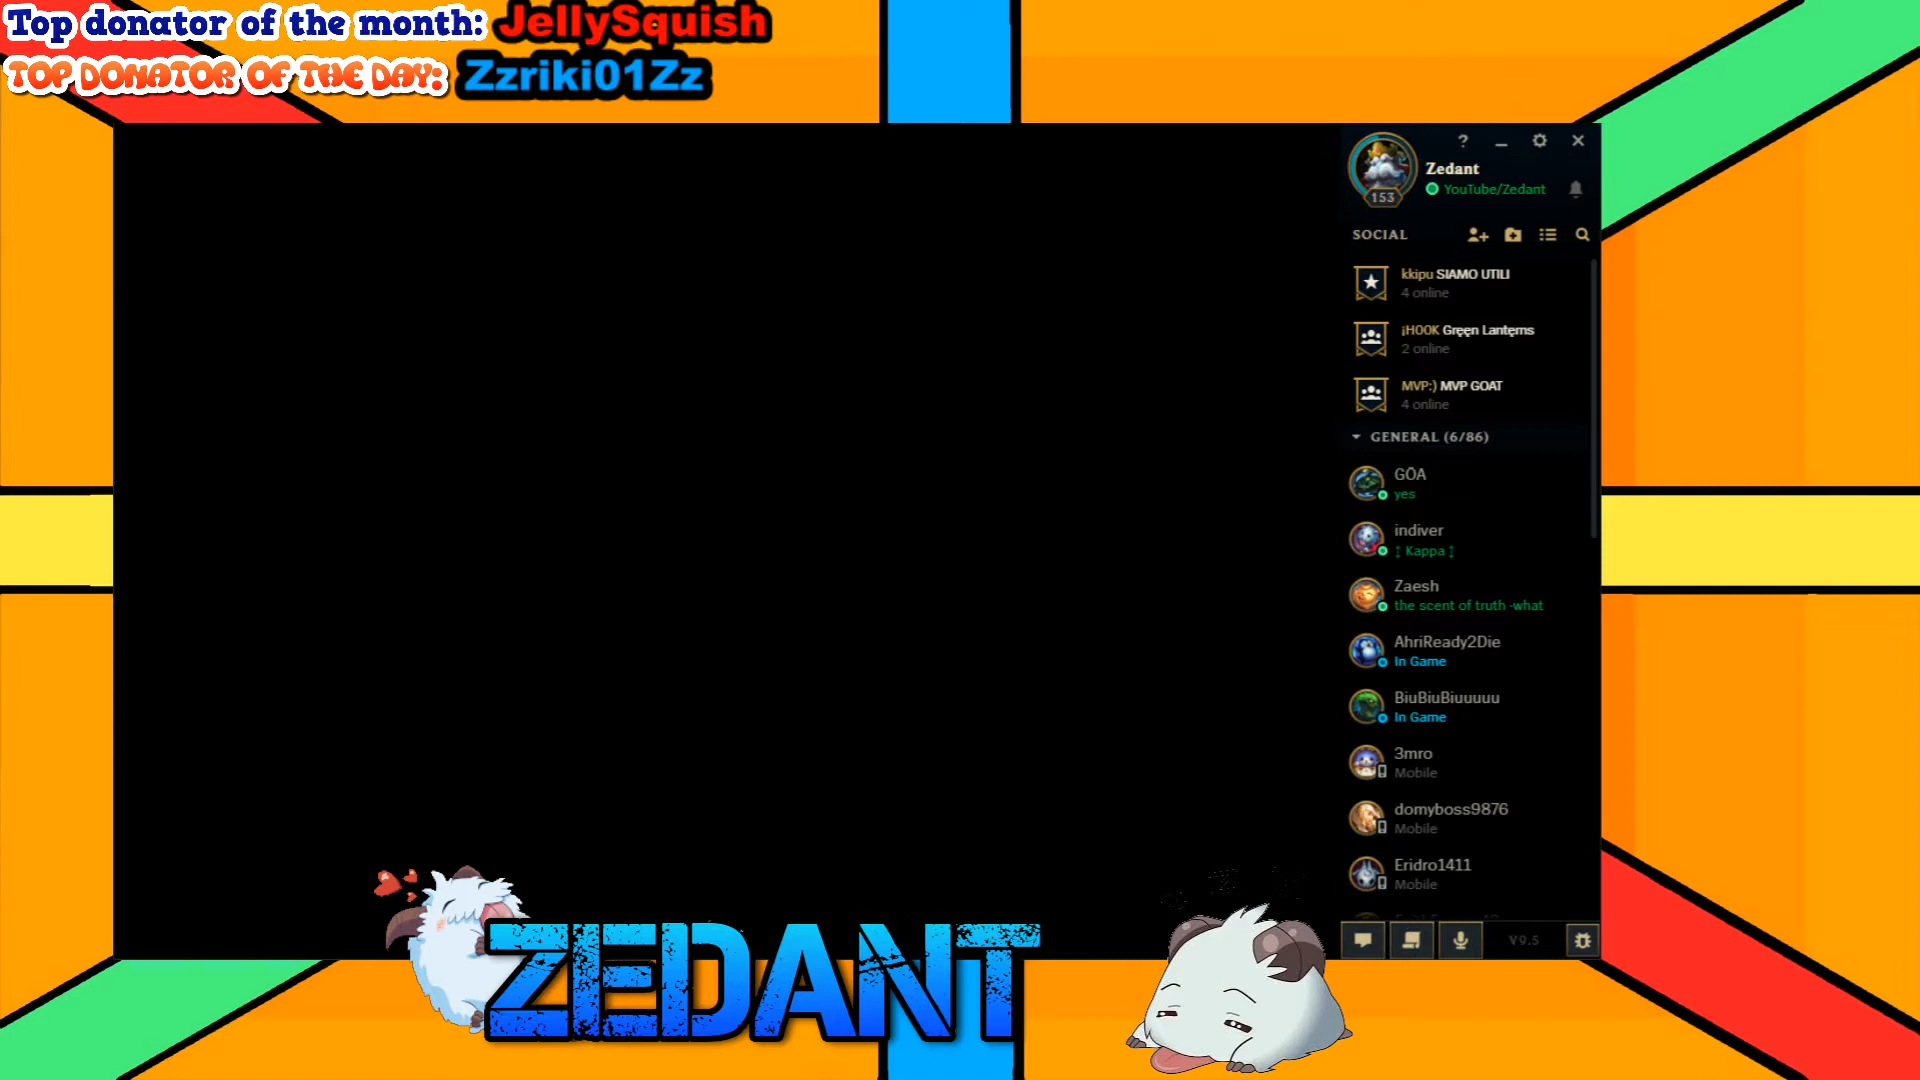 Top donator of the month: JellySquish
TOP DONATOR OF THE DAY: Zzriki01Zz
Zedant
YouTube/Zedant
153
SOCIAL
kkipu SIAMO UTILI
4 online
¡HOOK Gręęn Lantęrns
2 online
MVP:) MVP GOAT
4 online
GENERAL (6/86)
GÖA
yes
indiver
↕ Kappa ↕
Zaesh
the scent of truth -what
AhriReady2Die
In Game
BiuBiuBiuuuuu
In Game
3mro
Mobile
domyboss9876
Mobile
Eridro1411
Mobile
V9.5
ZEDANT